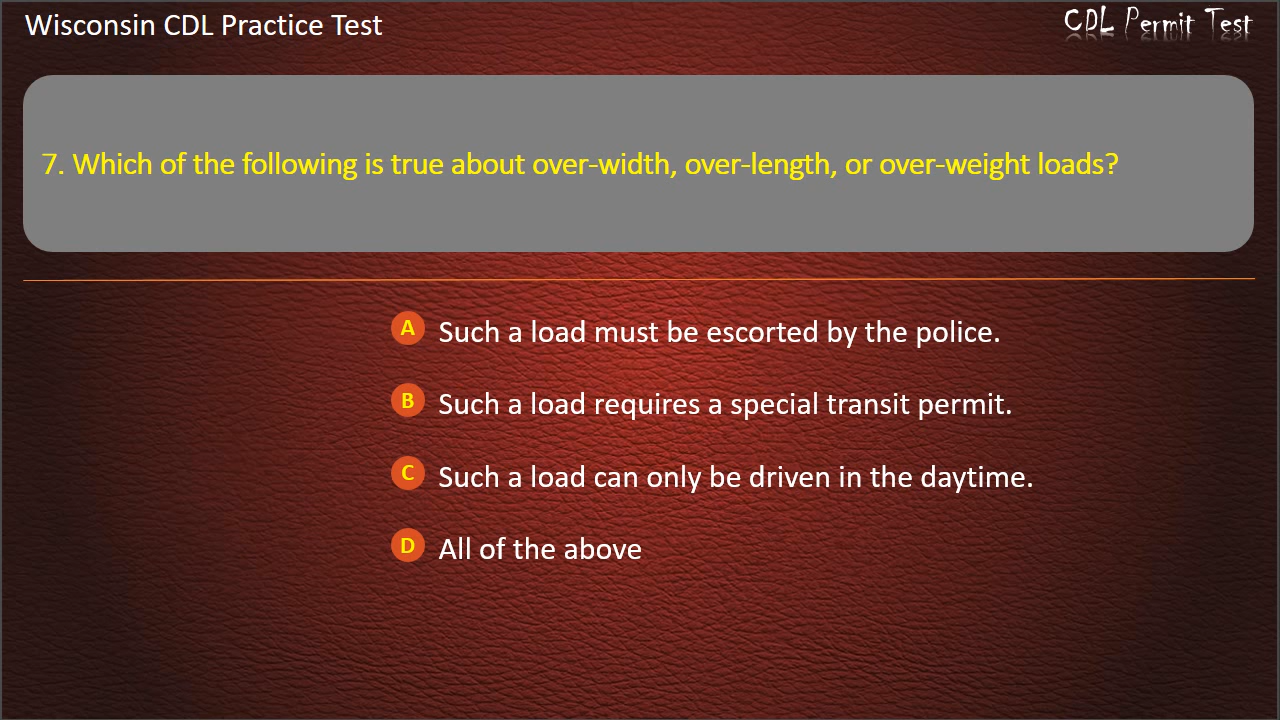 Wisconsin CDL Practice Test
CDL Permit Test
7. Which of the following is true about over-width, over-length, or over-weight loads?
A Such a load must be escorted by the police.
B Such a load requires a special transit permit.
C Such a load can only be driven in the daytime.
D All of the above